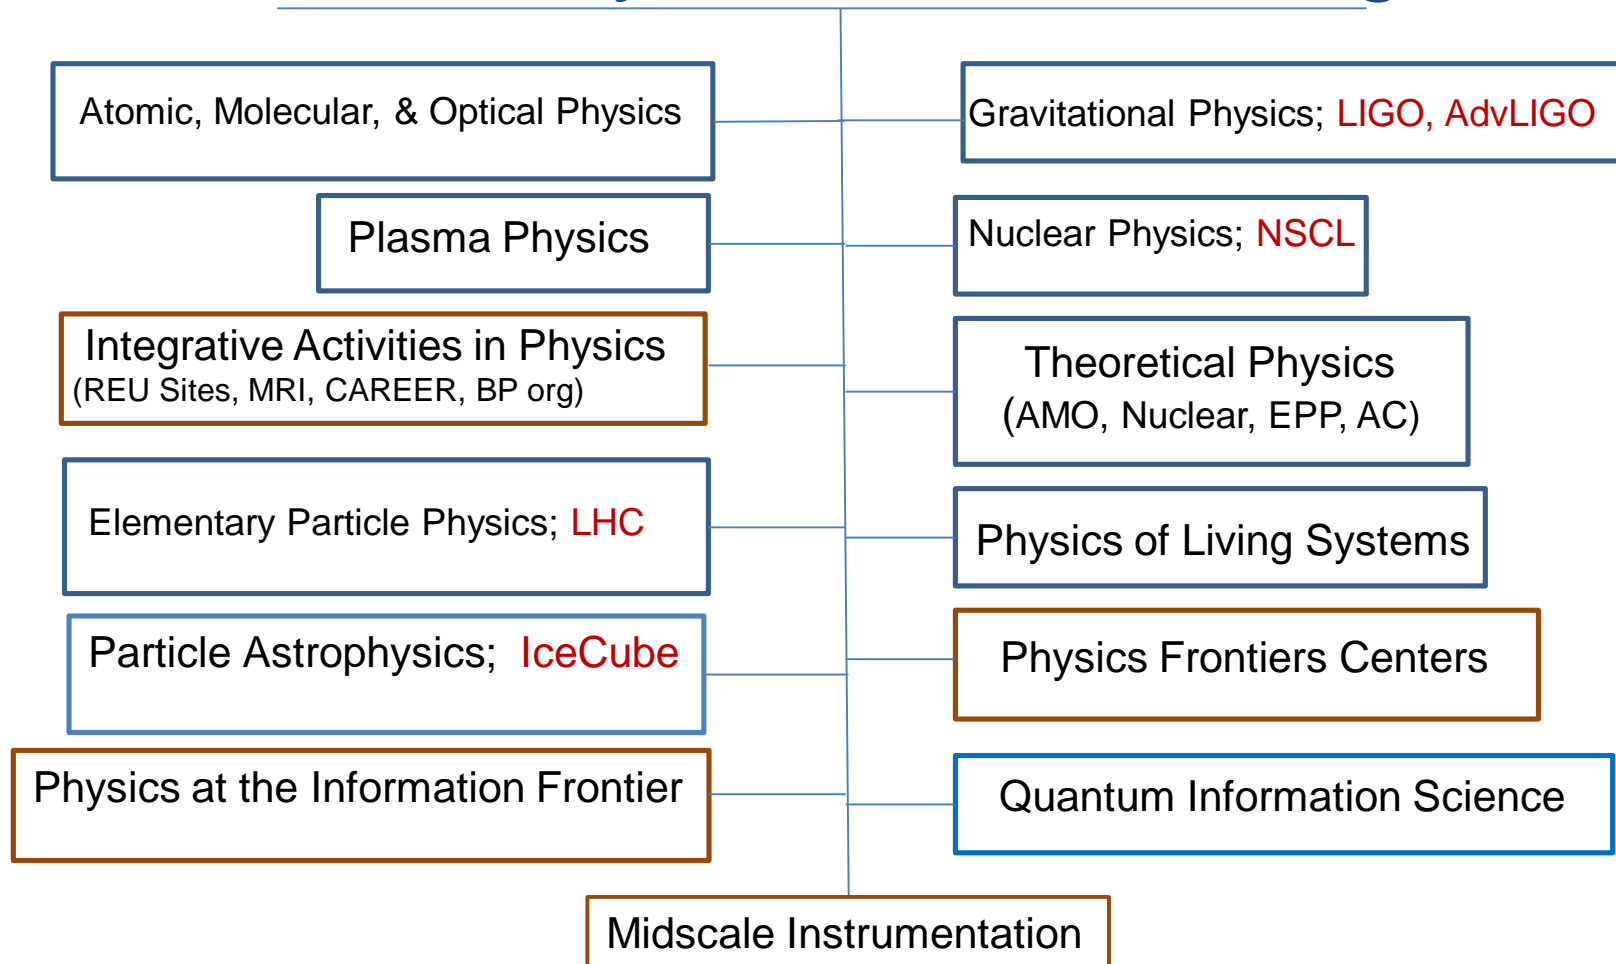 Atomic, Molecular, & Optical Physics
Gravitational Physics; LIGO, AdvLIGO
Plasma Physics
Nuclear Physics; NSCL
Integrative Activities in Physics
(REU Sites, MRI, CAREER, BP org)
Theoretical Physics
(AMO, Nuclear, EPP, AC)
Elementary Particle Physics; LHC
Physics of Living Systems
Particle Astrophysics; IceCube
Physics Frontiers Centers
Physics at the Information Frontier
Quantum Information Science
Midscale Instrumentation